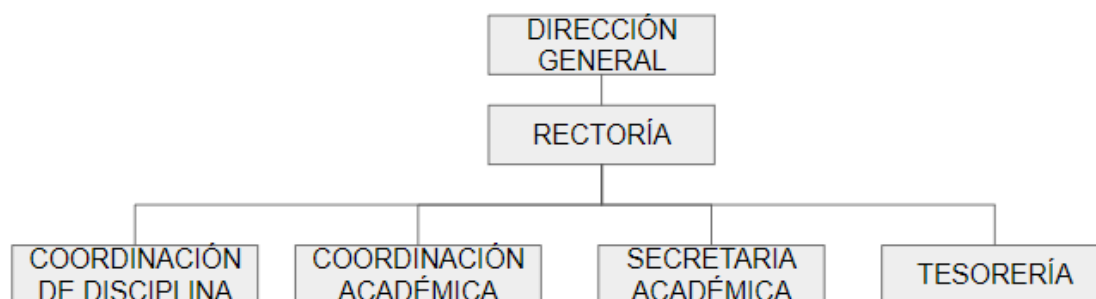 DIRECCIÓN
GENERAL
RECTORÍA
COORDINACIÓN
DE DISCIPLINA
COORDINACIÓN
ACADÉMICA
SECRETARIA
ACADÉMICA
TESORERÍA